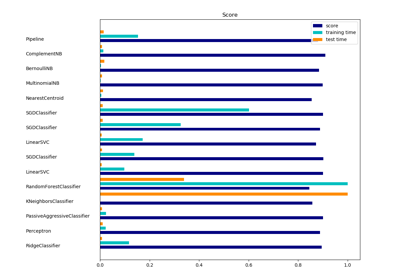 Score
score
training time
test time
Pipeline
ComplementNB
BernoulliNB
MultinomialNB
NearestCentroid
SGDClassifier
SGDClassifier
LinearSVC
SGDClassifier
LinearSVC
RandomForestClassifier
KNeighborsClassifier
PassiveAggressiveClassifier
Perceptron
RidgeClassifier
0.0 0.2 0.4 0.6 0.8 1.0